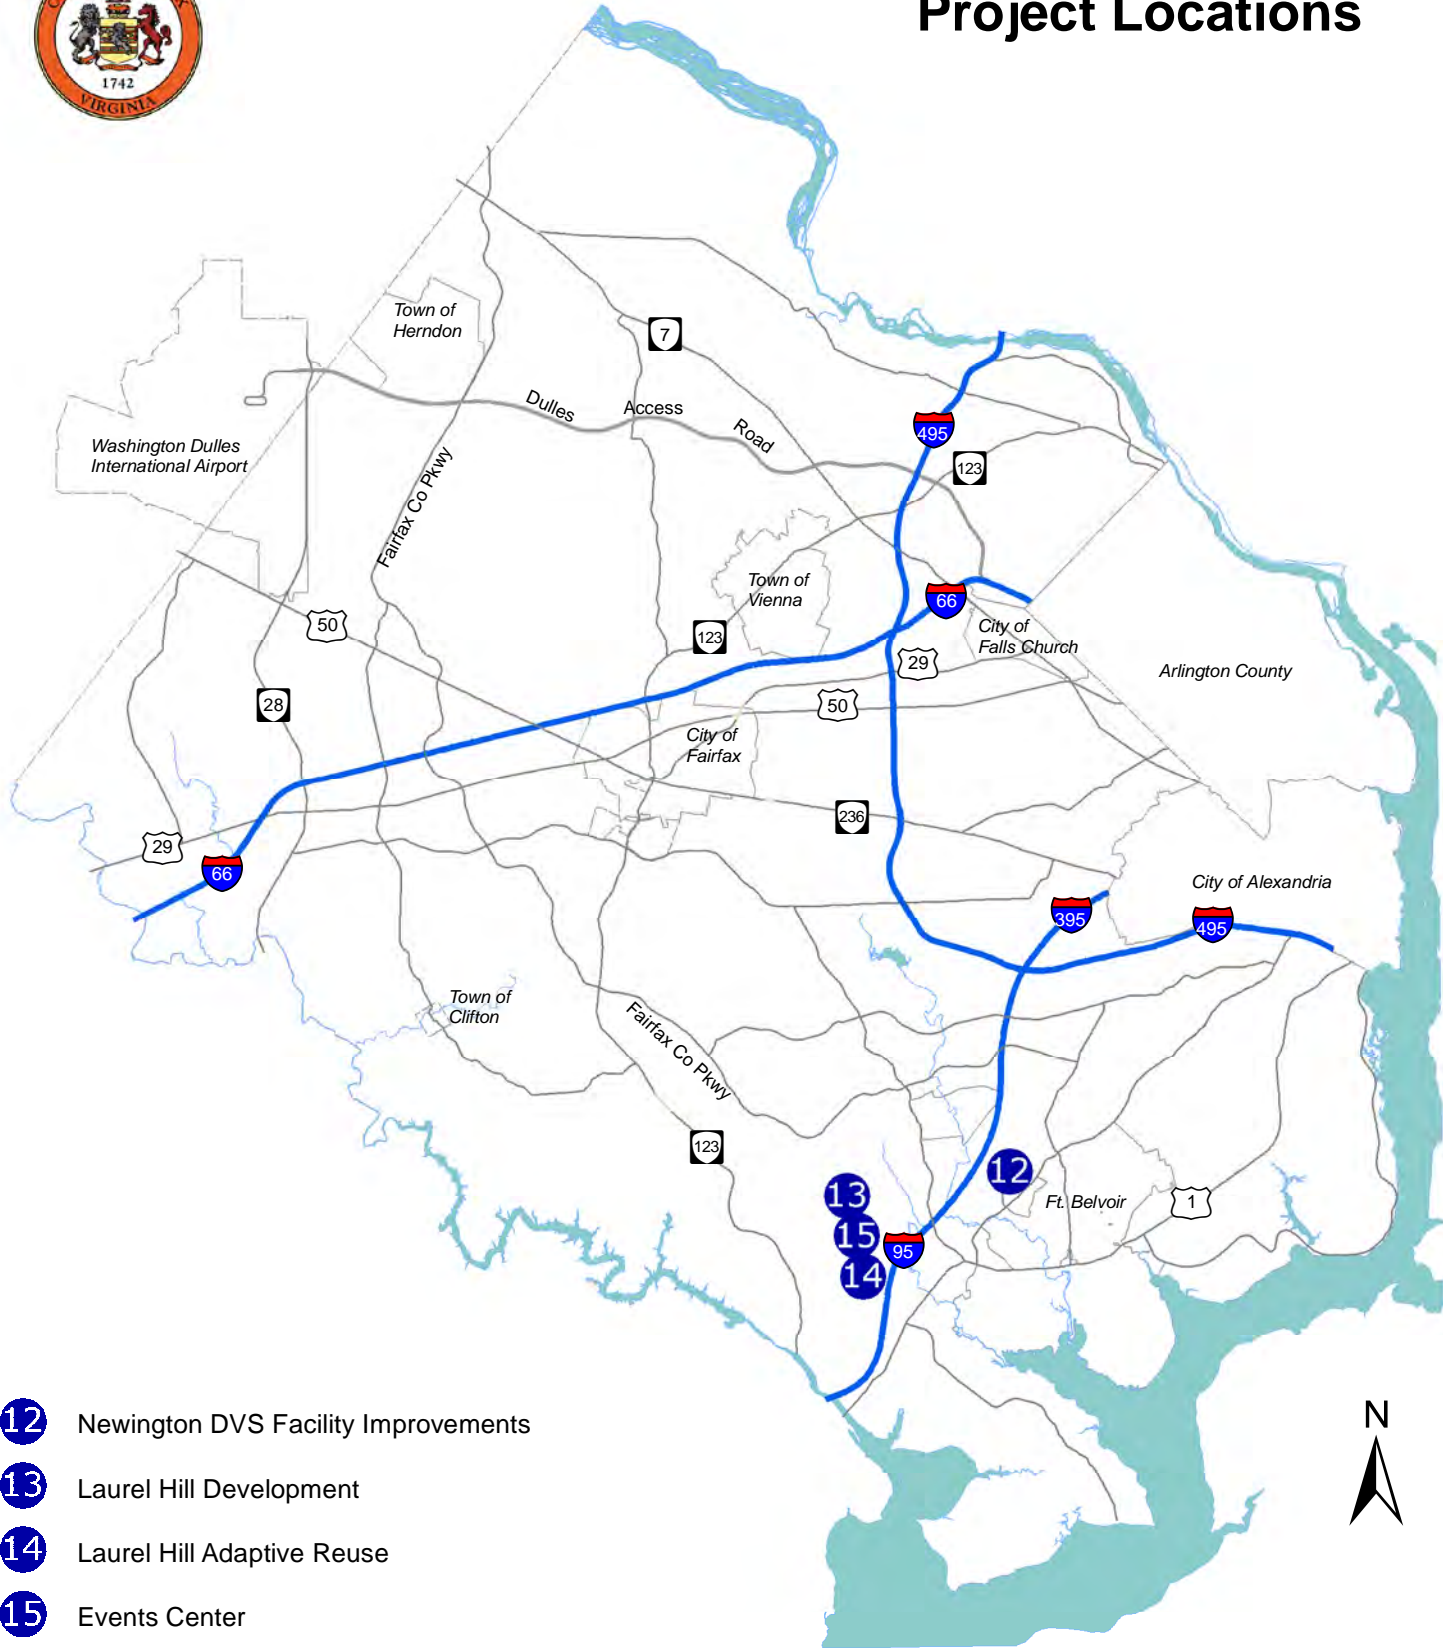 Project Locations
1742
VIRGINIA
Town of
Herndon
7
Dulles Access Road
495
Washington Dulles
International Airport
123
Fairfax Co Pkwy
Town of
Vienna
66
50
123
City of
Falls Church
29
Arlington County
28
50
City of
Fairfax
236
29
66
City of Alexandria
395
495
Town of
Clifton
Fairfax Co Pkwy
123
12
13
Ft. Belvoir
1
15
95
14
N
12 Newington DVS Facility Improvements
13 Laurel Hill Development
14 Laurel Hill Adaptive Reuse
15 Events Center